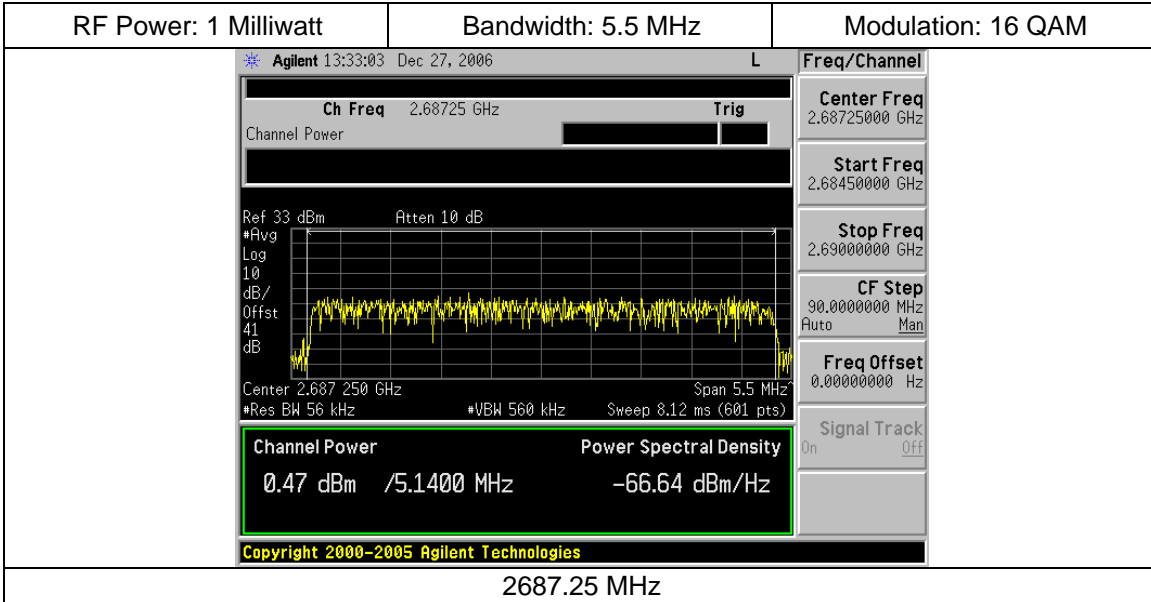 RF Power: 1 Milliwatt Bandwidth: 5.5 MHz Modulation: 16 QAM
Agilent 13:33:03 Dec 27, 2006 L Freq/Channel
Ch Freq 2.68725 GHz Trig
Channel Power
Center Freq
2.68725000 GHz
Start Freq
2.68450000 GHz
Stop Freq
2.69000000 GHz
CF Step
90.0000000 MHz
Auto Man
Freq Offset
0.00000000 Hz
Signal Track
On Off
Ref 33 dBm Atten 10 dB
#Avg
Log
10
dB/
Offst
41
dB
Center 2.687 250 GHz Span 5.5 MHz^
#Res BW 56 kHz #VBW 560 kHz Sweep 8.12 ms (601 pts)
Channel Power Power Spectral Density
0.47 dBm /5.1400 MHz -66.64 dBm/Hz
Copyright 2000-2005 Agilent Technologies
2687.25 MHz